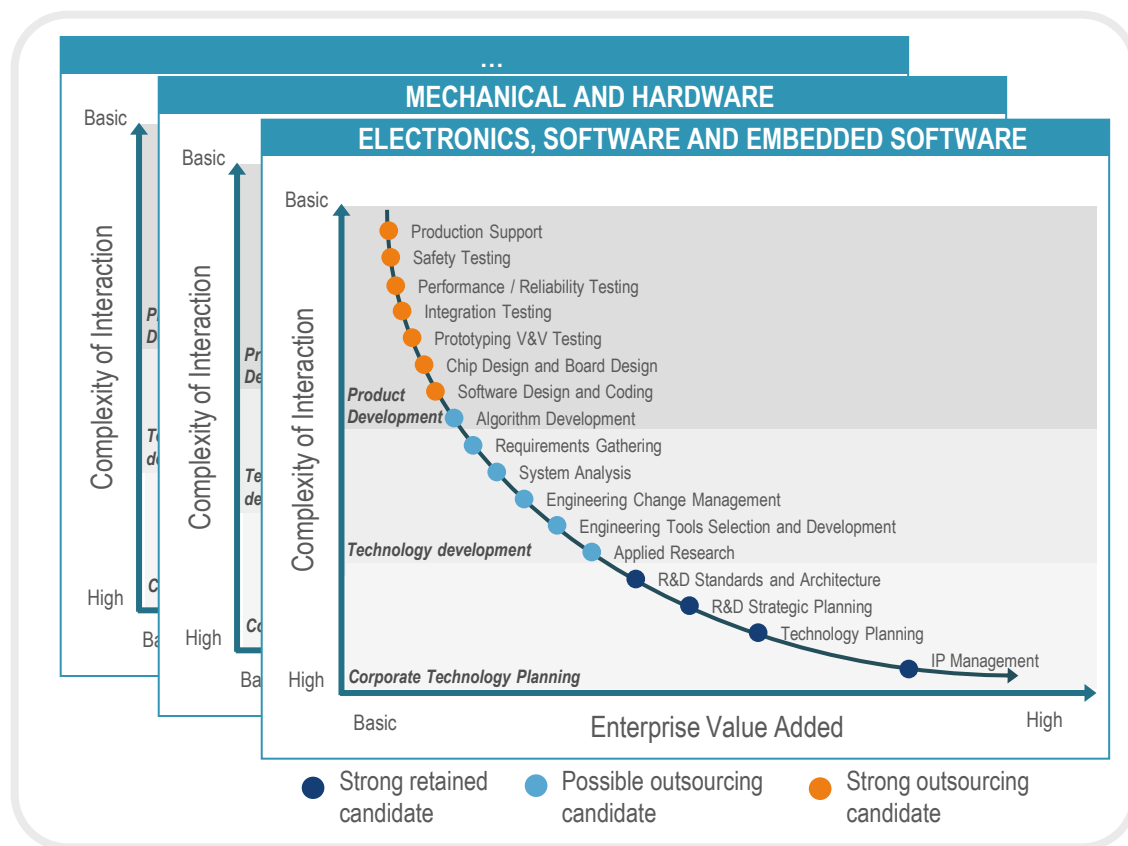 ...
MECHANICAL AND HARDWARE
ELECTRONICS, SOFTWARE AND EMBEDDED SOFTWARE
Basic
Complexity of Interaction
High
Basic
Complexity of Interaction
High
Basic
Complexity of Interaction
High
Production Support
Safety Testing
Performance / Reliability Testing
Integration Testing
Prototyping V&V Testing
Chip Design and Board Design
Software Design and Coding
Product
Development
Algorithm Development
Requirements Gathering
System Analysis
Engineering Change Management
Engineering Tools Selection and Development
Technology development
Applied Research
R&D Standards and Architecture
R&D Strategic Planning
Technology Planning
IP Management
Corporate Technology Planning
Basic
Enterprise Value Added
High
Strong retained
candidate
Possible outsourcing
candidate
Strong outsourcing
candidate